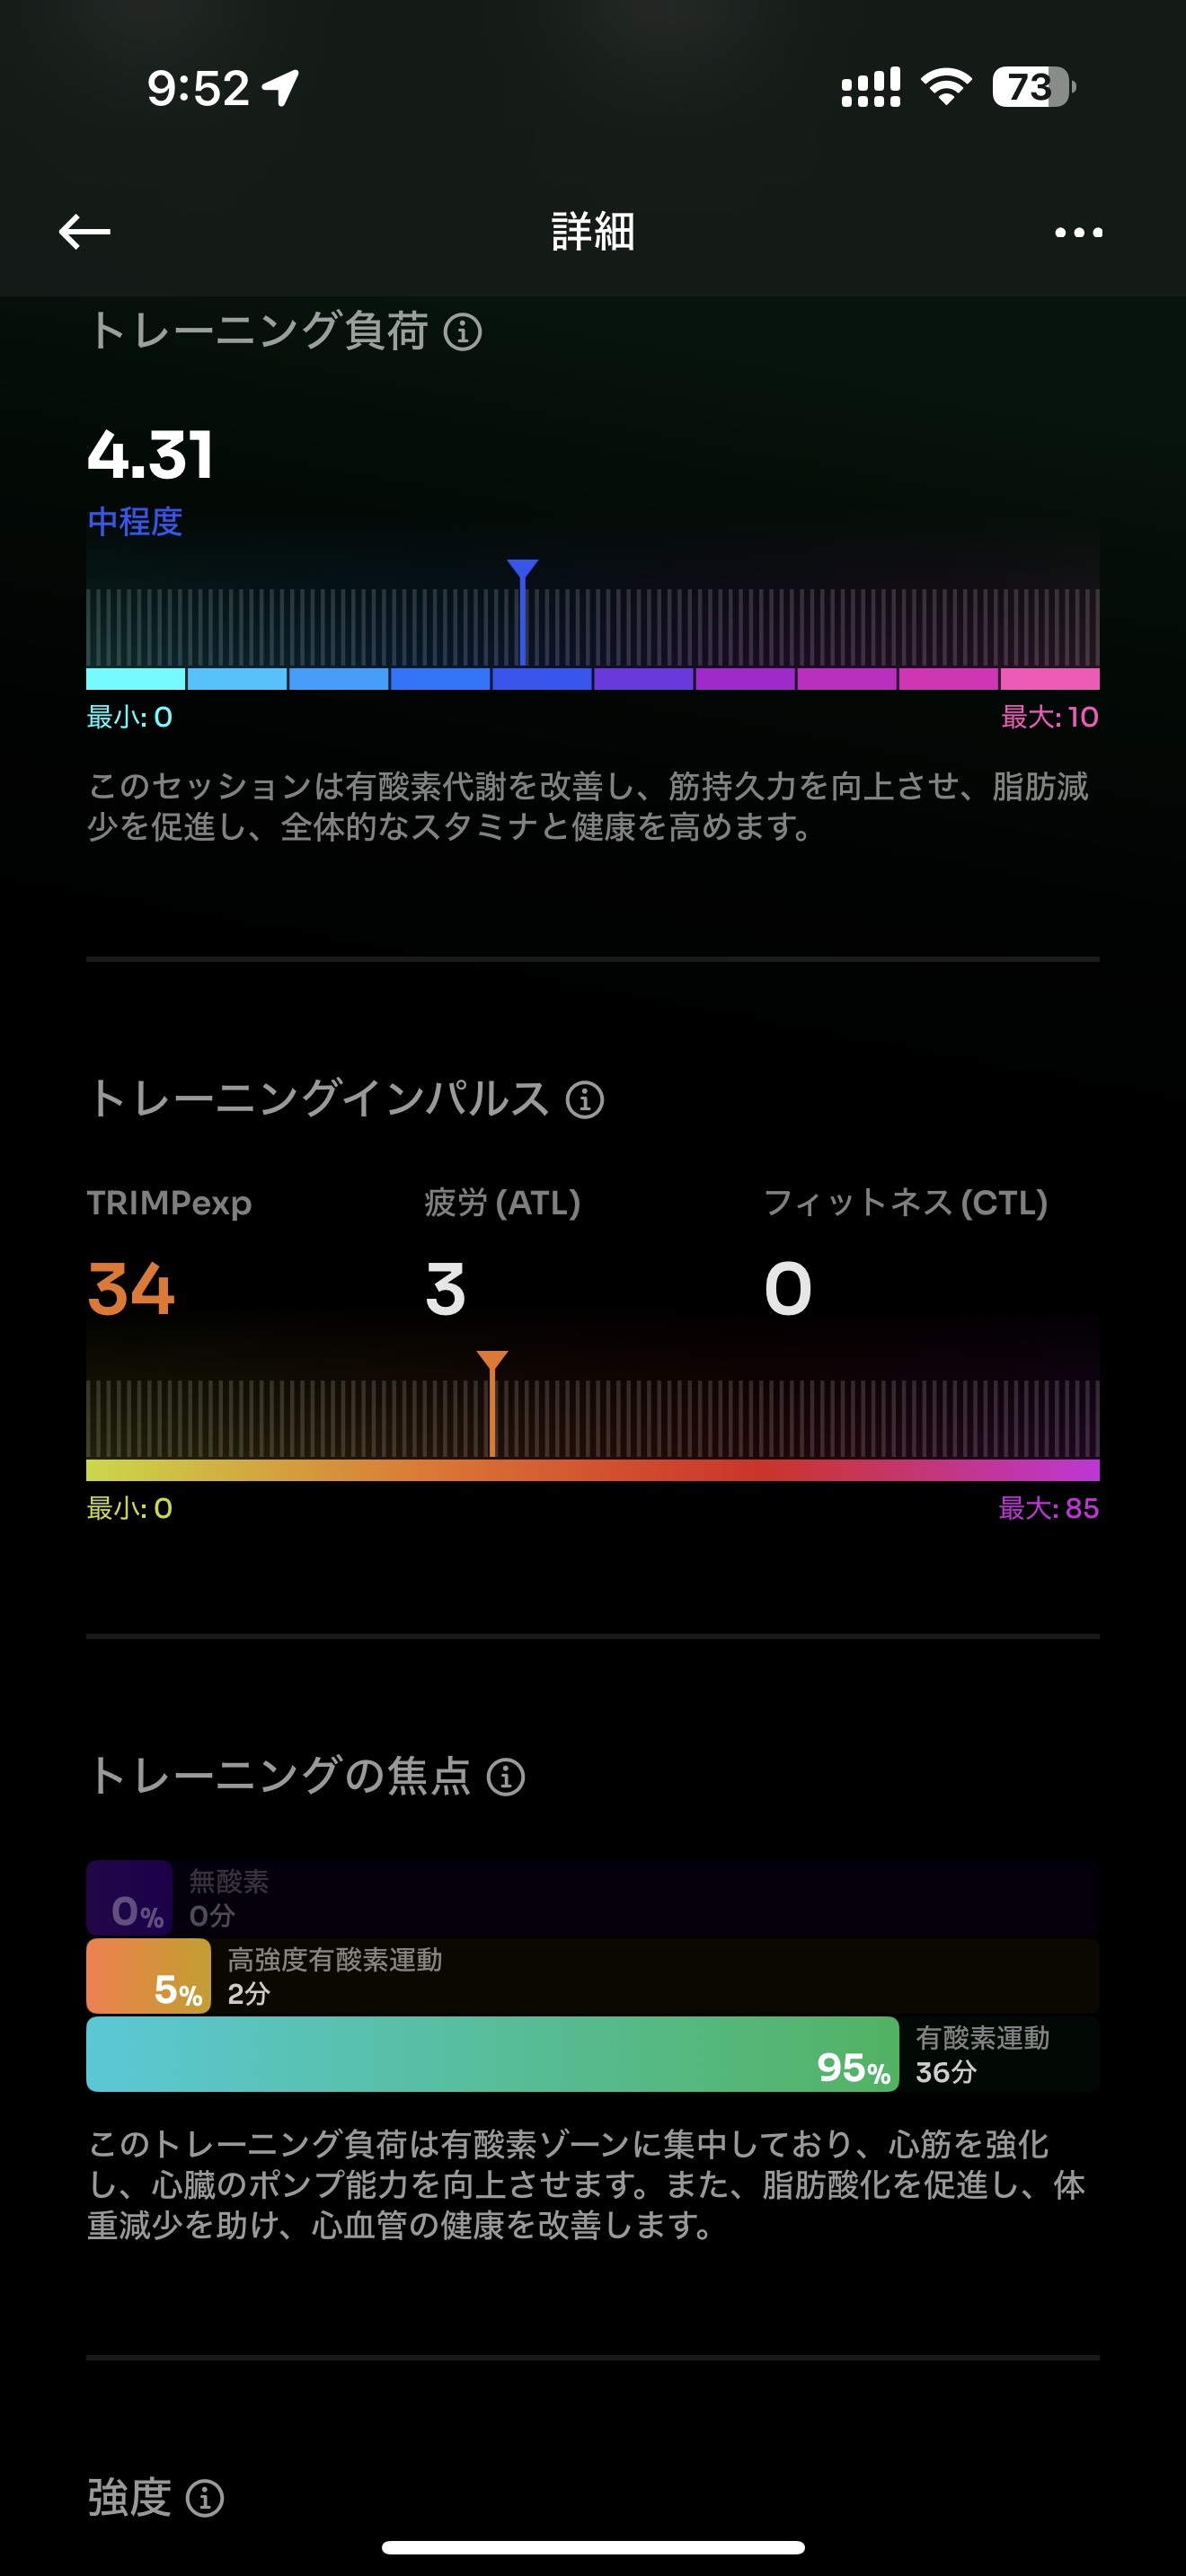 9:52
73
詳細
トレーニング負荷
4.31
中程度
最小: 0 最大: 10
このセッションは有酸素代謝を改善し、筋持久力を向上させ、脂肪減
少を促進し、全体的なスタミナと健康を高めます。
トレーニングインパルス
TRIMPexp 疲労 (ATL) フィットネス (CTL)
34 3 0
最小: 0 最大: 85
トレーニングの焦点
0% 無酸素
0分
5% 高強度有酸素運動
2分
95% 有酸素運動
36分
このトレーニング負荷は有酸素ゾーンに集中しており、心筋を強化
し、心臓のポンプ能力を向上させます。また、脂肪酸化を促進し、体
重減少を助け、心血管の健康を改善します。
強度